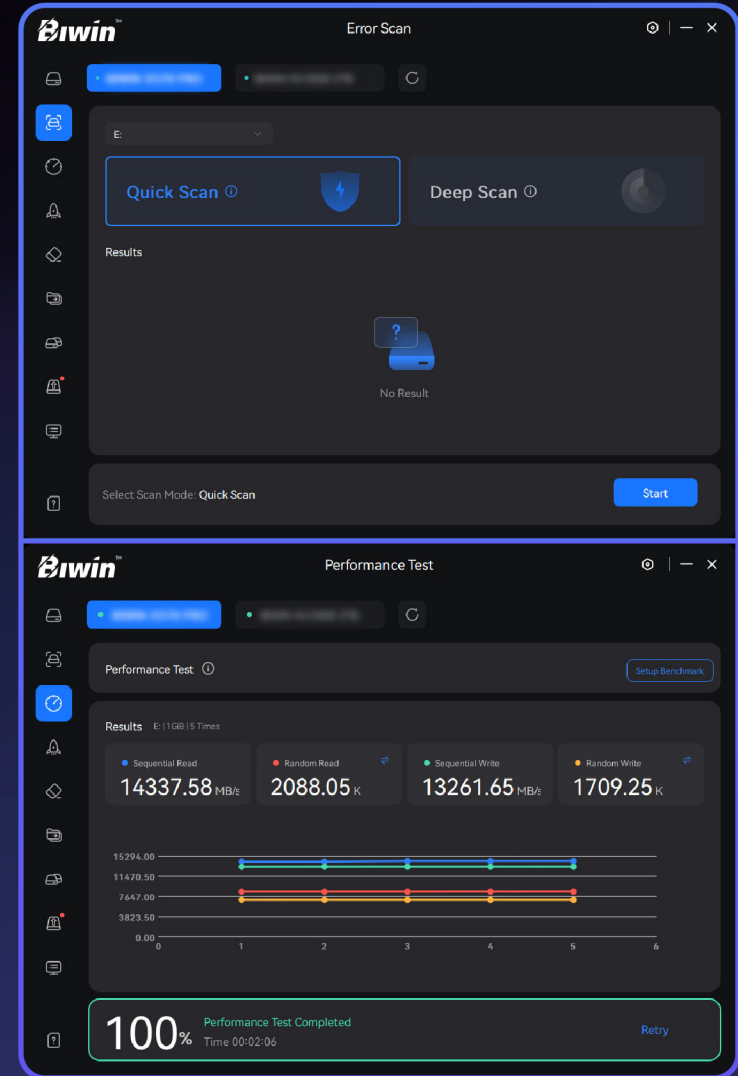 Biwin™
Error Scan
E:
Quick Scan
Deep Scan
Results
?
No Result
Select Scan Mode: Quick Scan
Start
Biwin™
Performance Test
Performance Test
Setup Benchmark
Results E: | 1GiB | 5 Times
Sequential Read
14337.58 MB/s
Random Read
2088.05 K
Sequential Write
13261.65 MB/s
Random Write
1709.25 K
15294.00
11470.50
7647.00
3823.50
0.00
0 1 2 3 4 5 6
100%
Performance Test Completed
Time 00:02:06
Retry